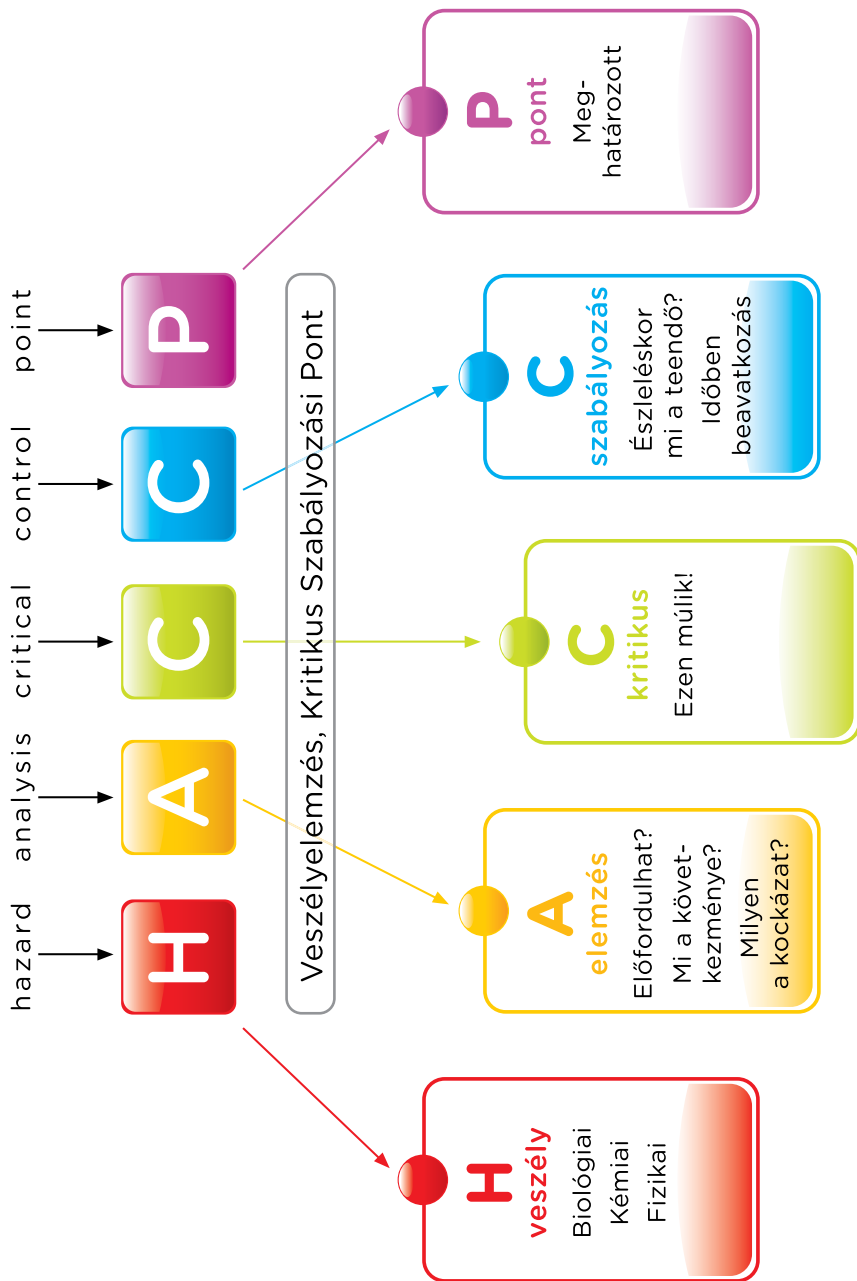 hazard
analysis
critical
control
point
H
A
C
C
P
Veszélyelemzés, Kritikus Szabályozási Pont
H
veszély
Biológiai
Kémiai
Fizikai
A
elemzés
Előfordulhat?
Mi a követ-
kezménye?
Milyen
a kockázat?
C
kritikus
Ezen múlik!
C
szabályozás
Észleléskor
mi a teendő?
Időben
beavatkozás
P
pont
Meg-
határozott